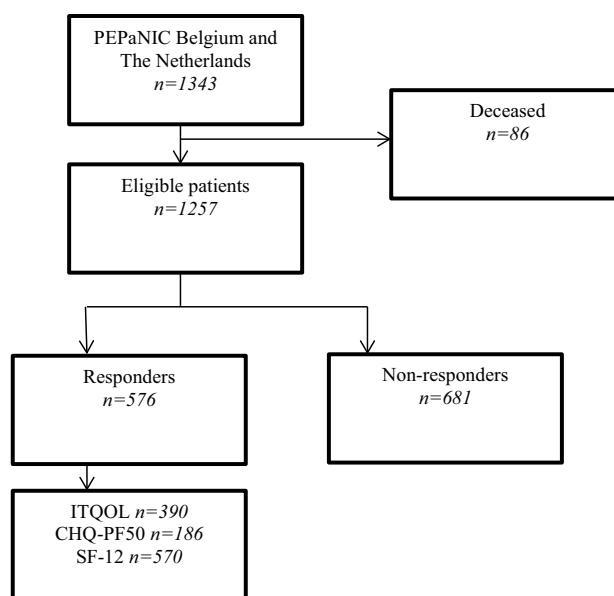 PEPaNIC Belgium and
The Netherlands
n=1343
Deceased
n=86
Eligible patients
n=1257
Responders
n=576
Non-responders
n=681
ITQOL n=390
CHQ-PF50 n=186
SF-12 n=570